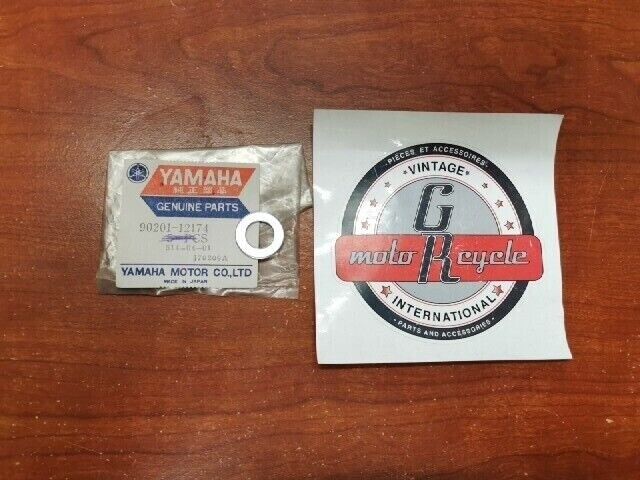 YAMAHA
純正部品
GENUINE PARTS
90201-12174
170209A
YAMAHA MOTOR CO.,LTD
MADE IN JAPAN
·PIÈCES ET ACCESSOIRES·
·VINTAGE·
G
moto K cycle
INTERNATIONAL
·PARTS AND ACCESSORIES·